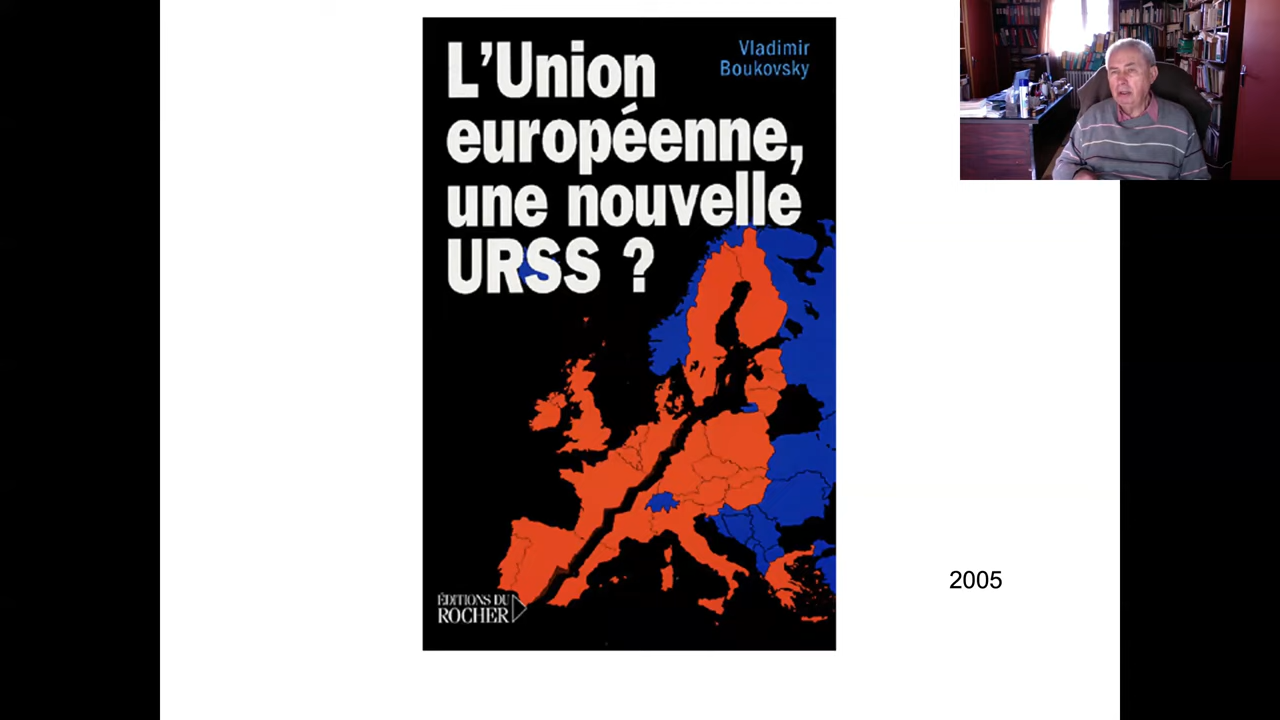 L'Union
européenne,
une nouvelle
URSS ?
Vladimir
Boukovsky
ÉDITIONS DU
ROCHER
2005